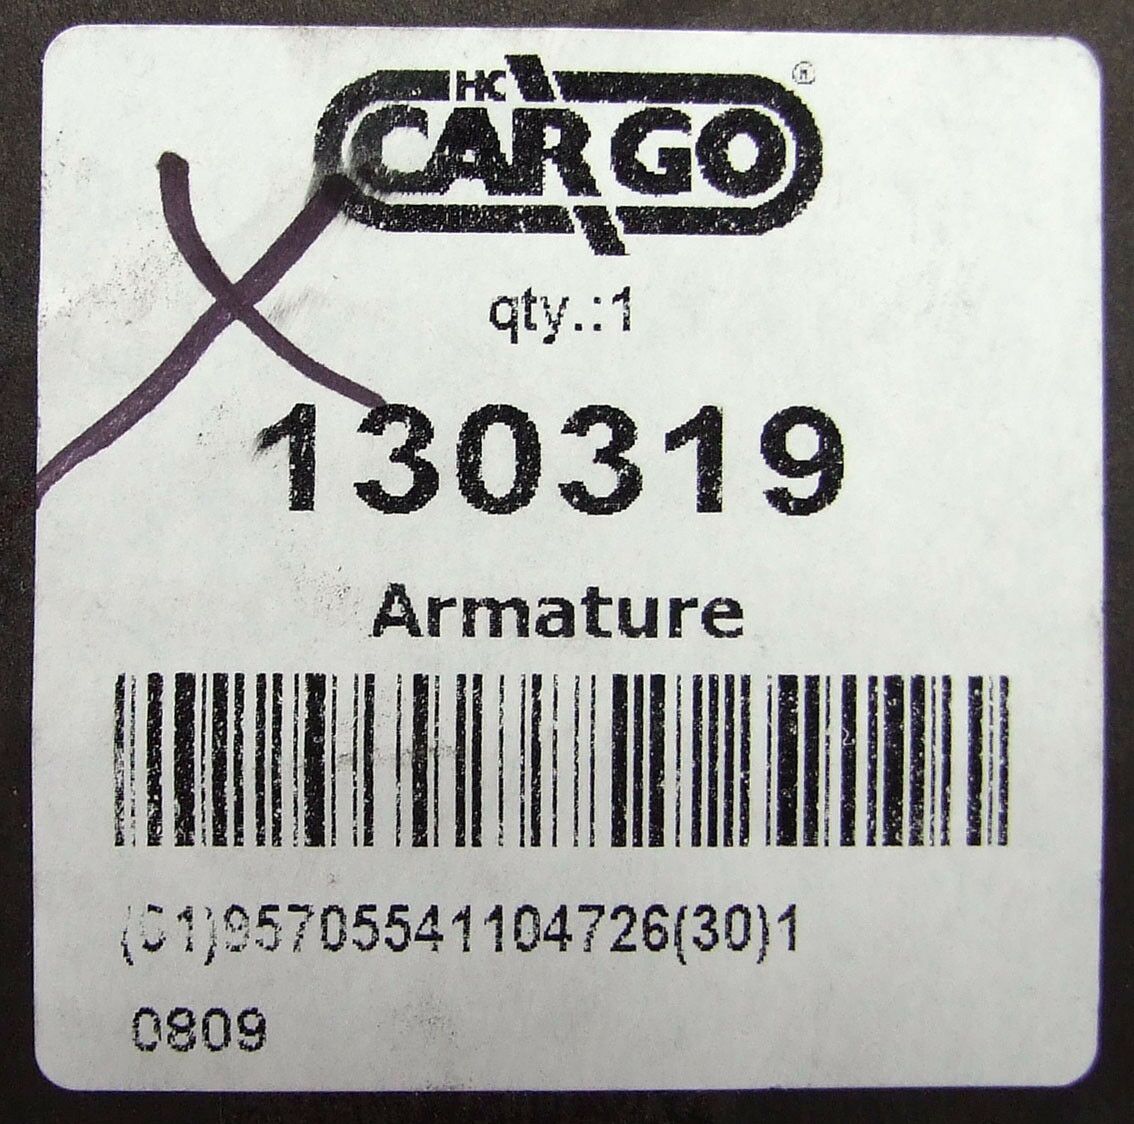 HC
CARGO ®
qty.:1
130319
Armature
(01)95705541104726(30)1
0809